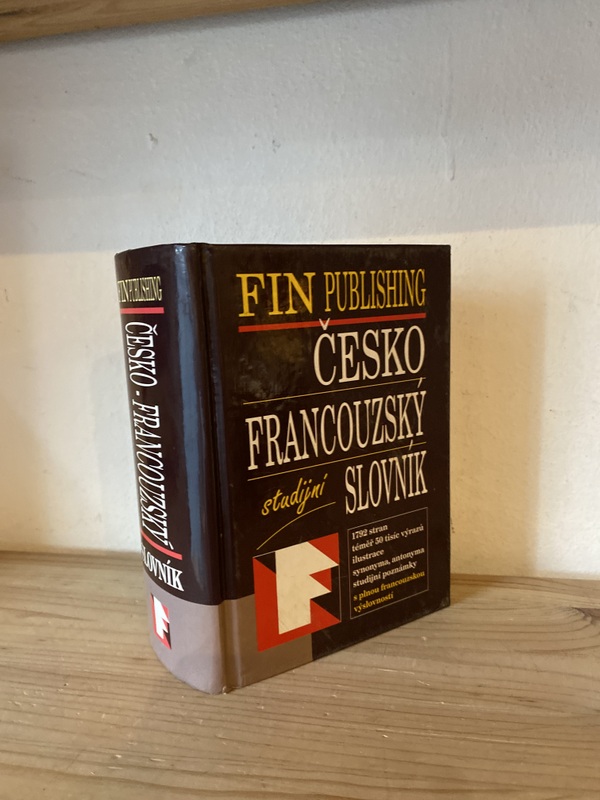 FIN PUBLISHING
ČESKO - FRANCOUZSKÝ
SLOVNÍK
F
FIN PUBLISHING
ČESKO
FRANCOUZSKÝ
studijní SLOVNÍK
1792 stran
téměř 50 tisíc výrazů
ilustrace
synonyma, antonyma
studijní poznámky
s plnou francouzskou
výslovností
F